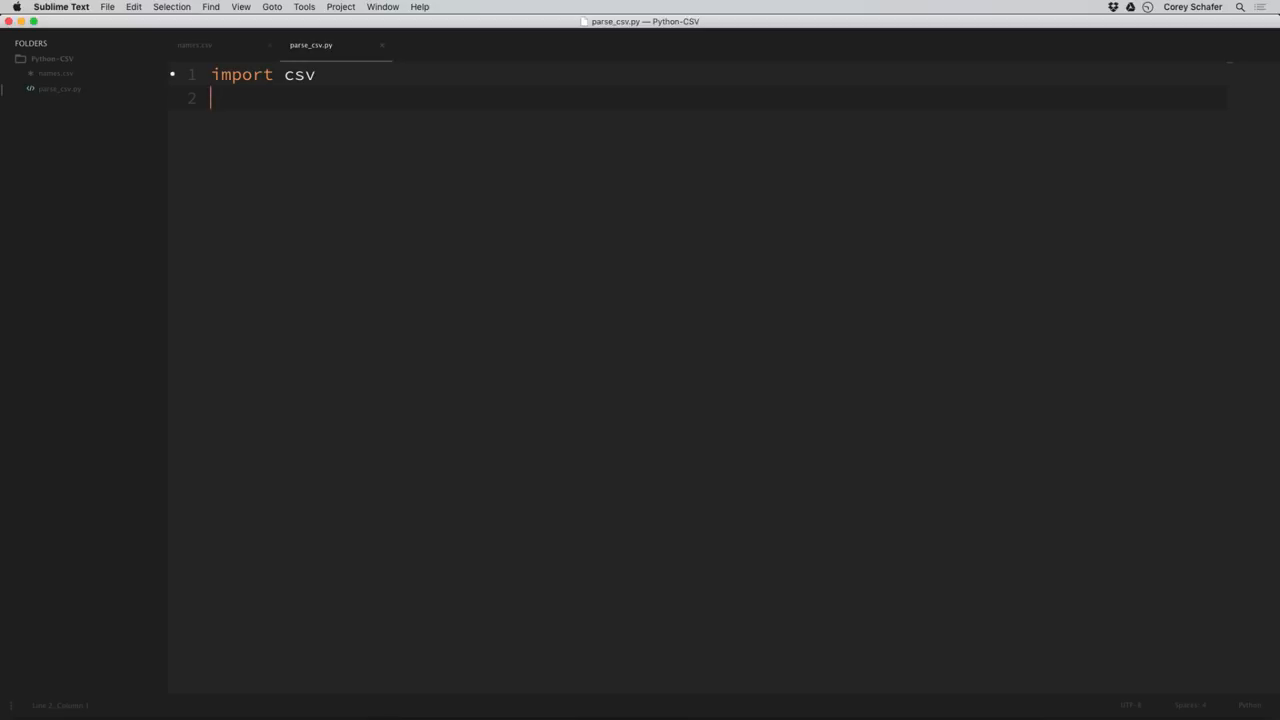 Sublime Text File Edit Selection Find View Goto Tools Project Window Help Corey Schafer
parse_csv.py — Python-CSV
FOLDERS
Python-CSV
names.csv
parse_csv.py
names.csv × parse_csv.py ×
1 import csv
2
Line 2, Column 1 UTF-8 Spaces: 4 Python